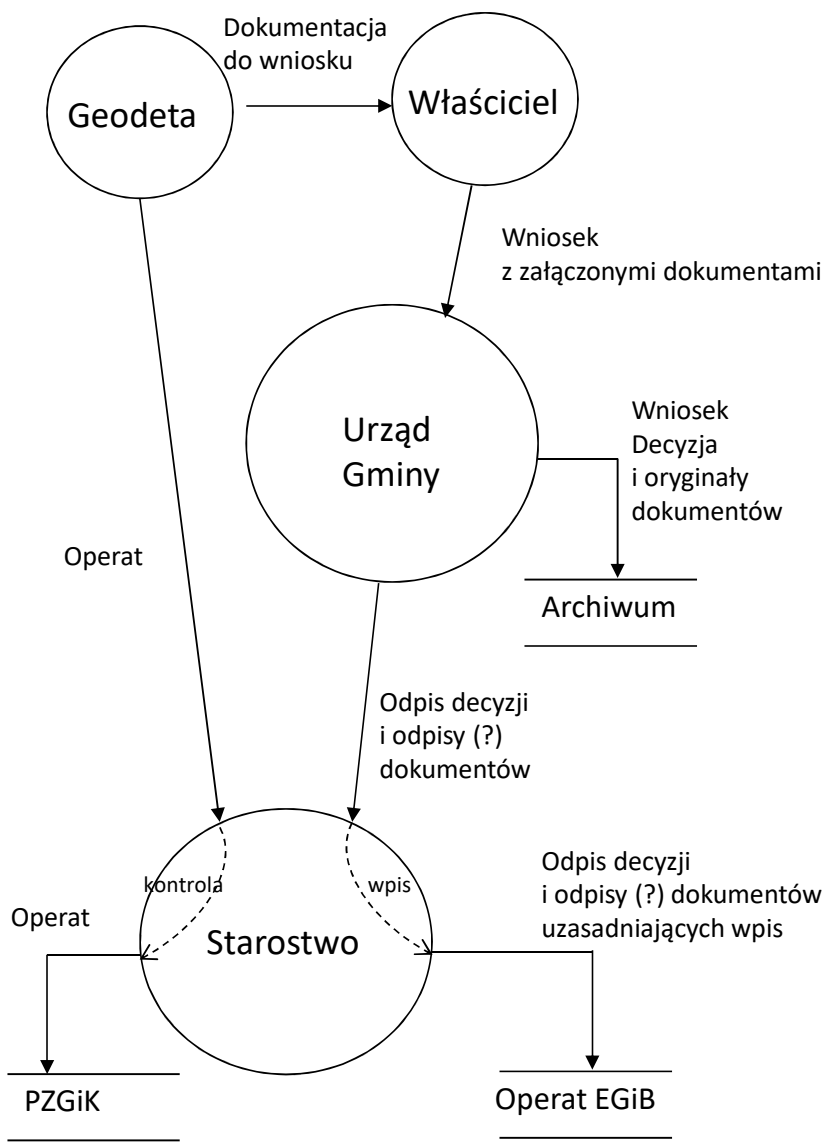 Dokumentacja
do wniosku
Geodeta
Właściciel
Wniosek
z załączonymi dokumentami
Urząd
Gminy
Wniosek
Decyzja
i oryginały
dokumentów
Operat
Archiwum
Odpis decyzji
i odpisy (?)
dokumentów
kontrola
wpis
Odpis decyzji
i odpisy (?) dokumentów
uzasadniających wpis
Operat
Starostwo
PZGiK
Operat EGiB